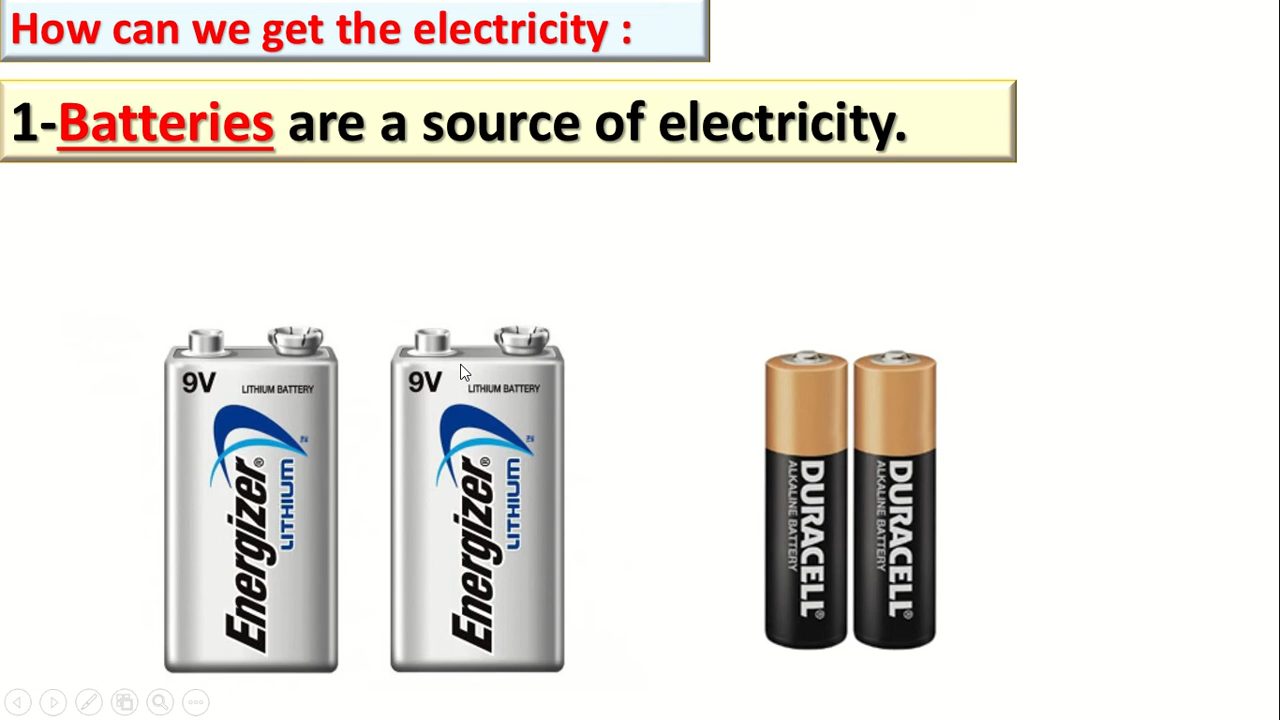 How can we get the electricity :
1-Batteries are a source of electricity.
9V LITHIUM BATTERY
Energizer®
LITHIUM
9V LITHIUM BATTERY
Energizer®
LITHIUM
DURACELL®
ALKALINE BATTERY
DURACELL®
ALKALINE BATTERY